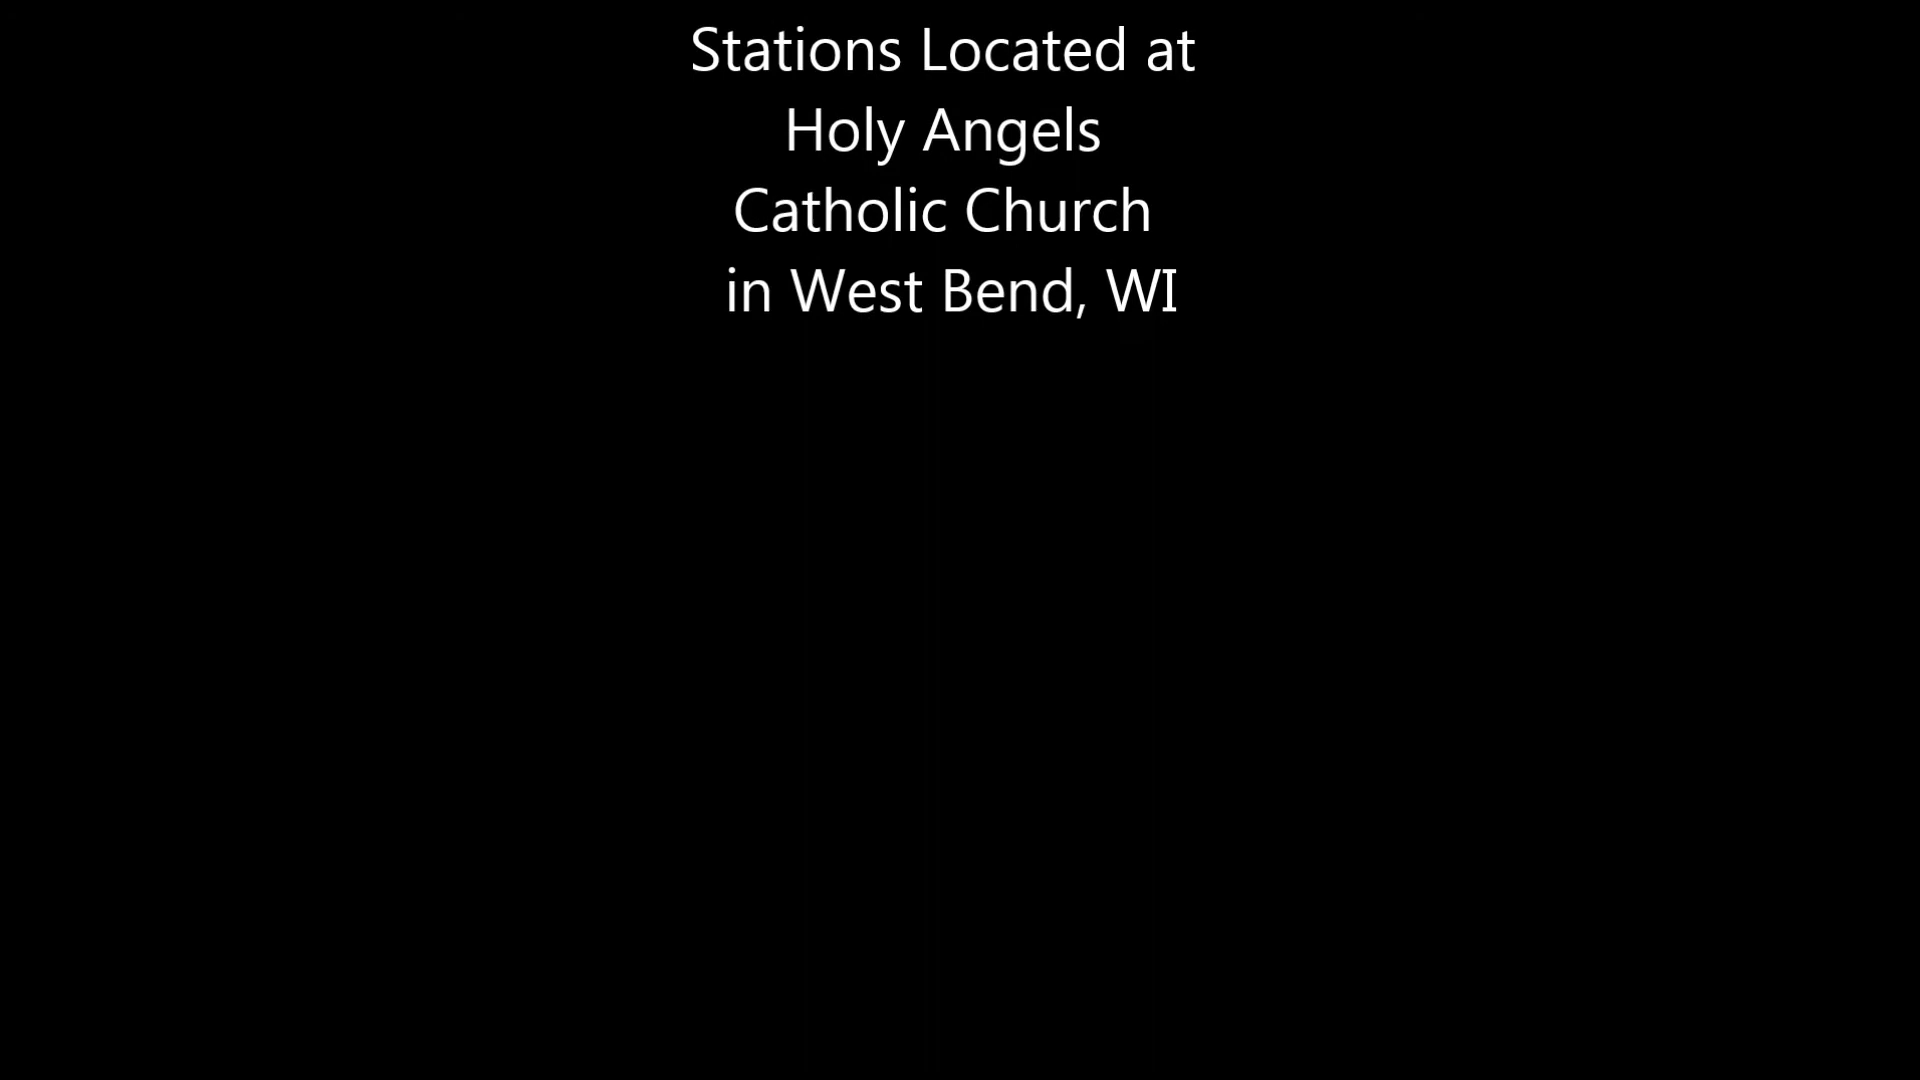 Stations Located at
Holy Angels
Catholic Church
in West Bend, WI